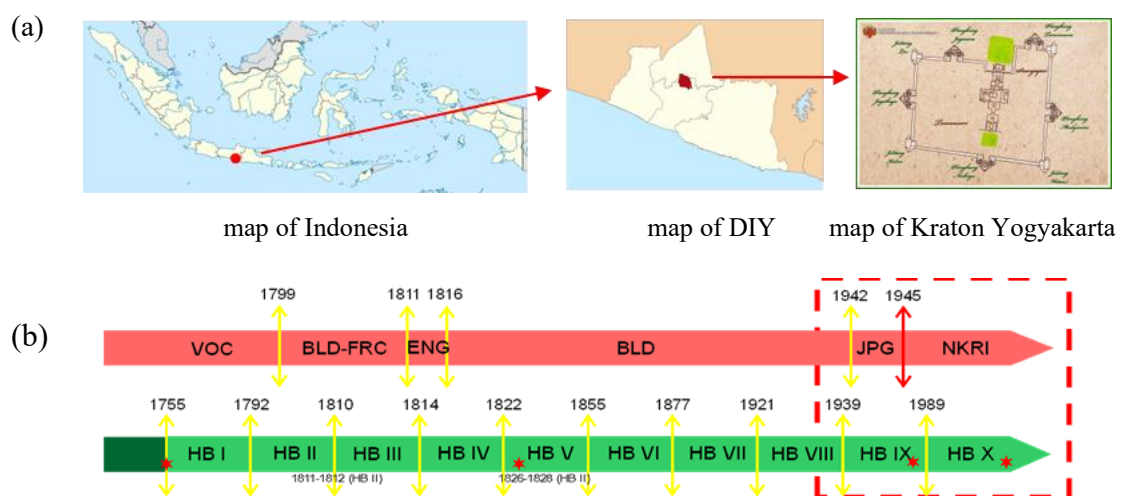 (a)
map of Indonesia
map of DIY
map of Kraton Yogyakarta
(b)
1799
1811
1816
1942
1945
VOC
BLD-FRC
ENG
BLD
JPG
NKRI
1755
1792
1810
1814
1822
1855
1877
1921
1939
1989
HB I
HB II
HB III
HB IV
HB V
HB VI
HB VII
HB VIII
HB IX
HB X
1811-1812 (HB II)
1826-1828 (HB II)